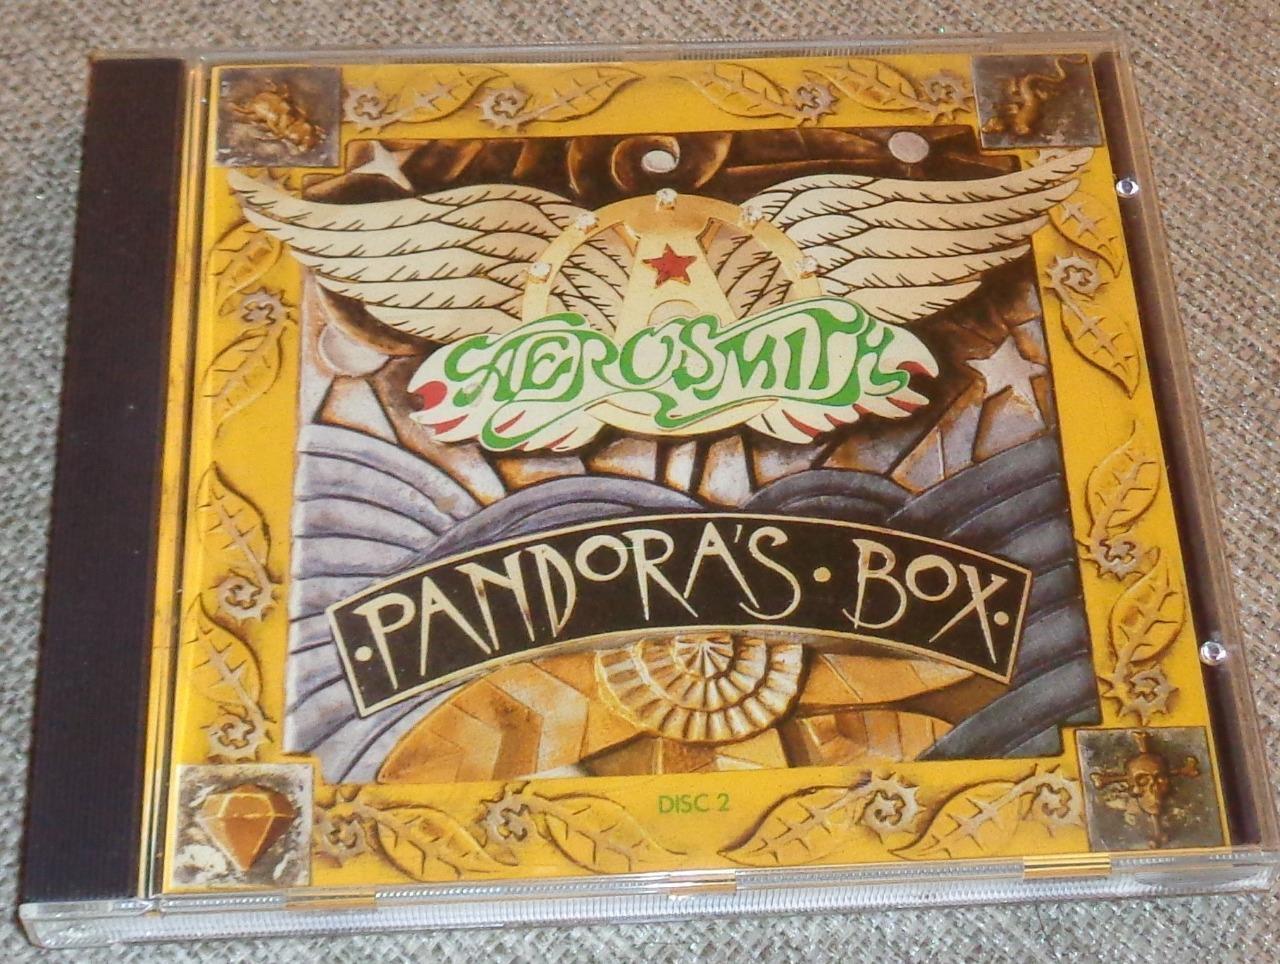 AEROSMITH
PANDORA'S · BOX
DISC 2